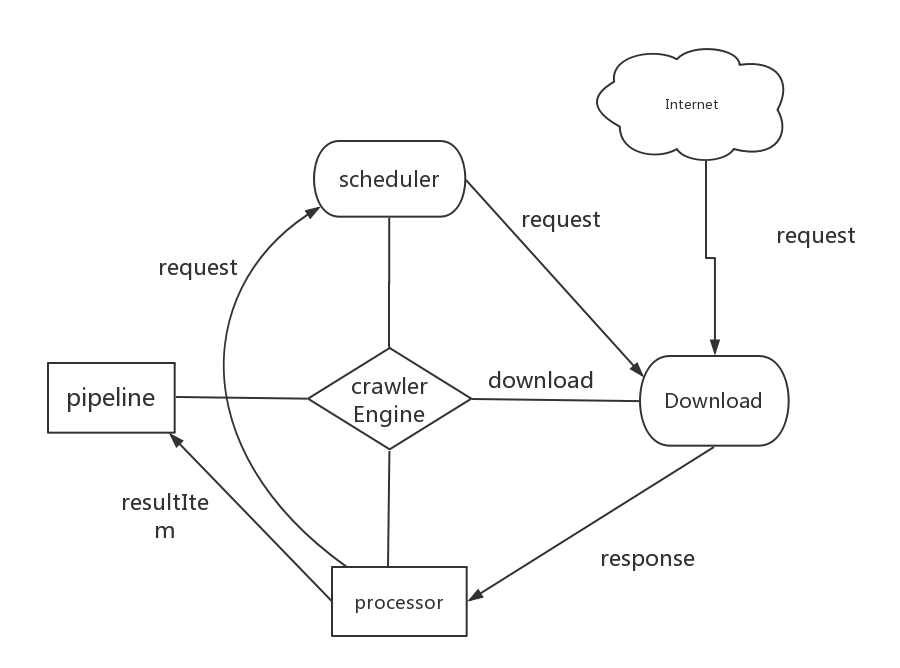 Internet
scheduler
request
request
request
crawler
Engine
download
pipeline
Download
resultIte
m
response
processor